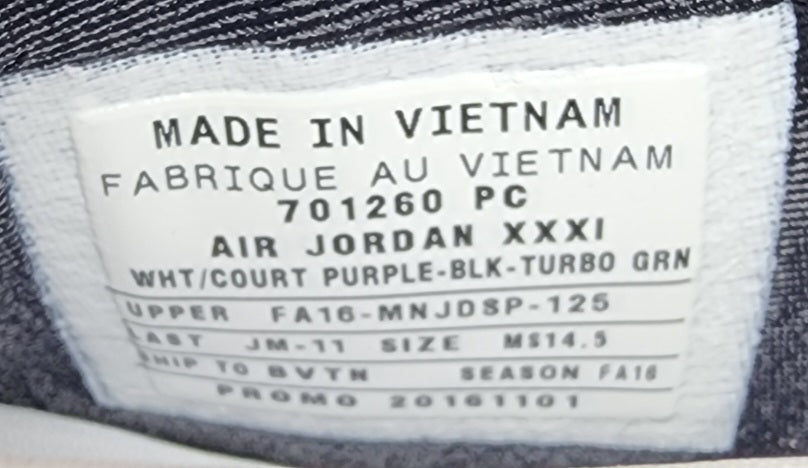 MADE IN VIETNAM
FABRIQUE AU VIETNAM
701260 PC
AIR JORDAN XXXI
WHT/COURT PURPLE-BLK-TURBO GRN
UPPER FA16-MNJDSP-125
LAST JM-11 SIZE MS14.5
SHIP TO BVTN SEASON FA16
PROMO 20161101